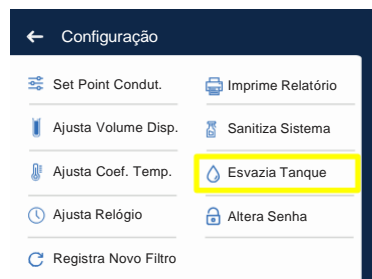 Configuração
Set Point Condut.
Imprime Relatório
Ajusta Volume Disp.
Sanitiza Sistema
Ajusta Coef. Temp.
Esvazia Tanque
Ajusta Relógio
Altera Senha
Registra Novo Filtro